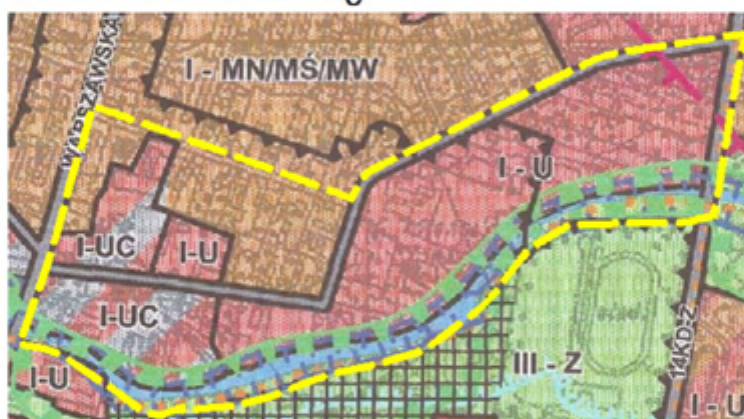 WARSZAWSKA
I - MN/MŚ/MW
I - U
I-UC
I-U
I-UC
III - Z
14KD-Z
I-U
I - U